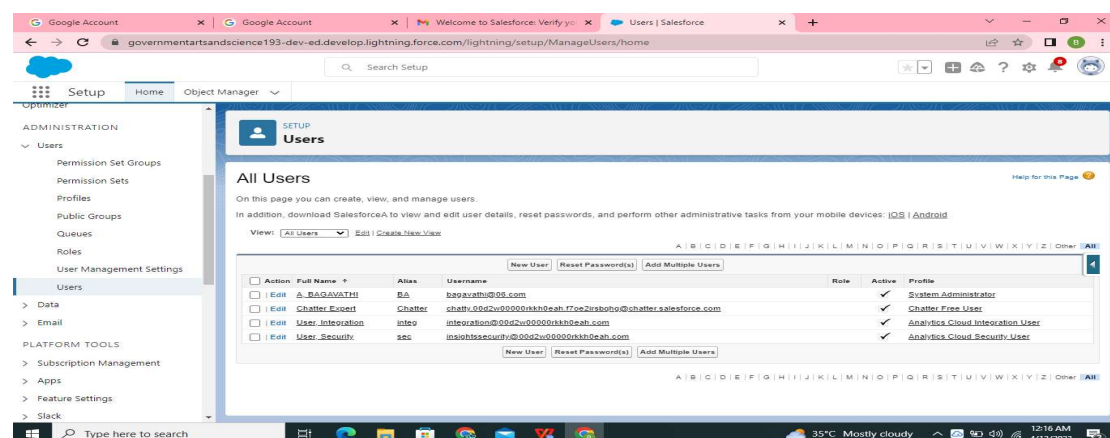 Google Account
Google Account
Welcome to Salesforce: Verify yo
Users | Salesforce
governmentartsandscience193-dev-ed.develop.lightning.force.com/lightning/setup/ManageUsers/home
B
Search Setup
8
Setup
Home
Object Manager
Optimizer
ADMINISTRATION
Users
Permission Set Groups
Permission Sets
Profiles
Public Groups
Queues
Roles
User Management Settings
Users
Data
Email
PLATFORM TOOLS
Subscription Management
Apps
Feature Settings
Slack
SETUP
Users
All Users
Help for this Page
On this page you can create, view, and manage users.
In addition, download SalesforceA to view and edit user details, reset passwords, and perform other administrative tasks from your mobile devices: iOS | Android
View: All Users Edit | Create New View
A | B | C | D | E | F | G | H | I | J | K | L | M | N | O | P | Q | R | S | T | U | V | W | X | Y | Z | Other All
New User Reset Password(s) Add Multiple Users
Action Full Name ↑ Alias Username Role Active Profile
Edit A, BAGAVATHI BA bagavathi@06.com System Administrator
Edit Chatter Expert Chatter chatty.00d2w00000rkkh0eah.f7oe2irsbqhg@chatter.salesforce.com Chatter Free User
Edit User, Integration integ integration@00d2w00000rkkh0eah.com Analytics Cloud Integration User
Edit User, Security sec insightssecurity@00d2w00000rkkh0eah.com Analytics Cloud Security User
New User Reset Password(s) Add Multiple Users
A | B | C | D | E | F | G | H | I | J | K | L | M | N | O | P | Q | R | S | T | U | V | W | X | Y | Z | Other All
Type here to search
35°C Mostly cloudy
12:16 AM